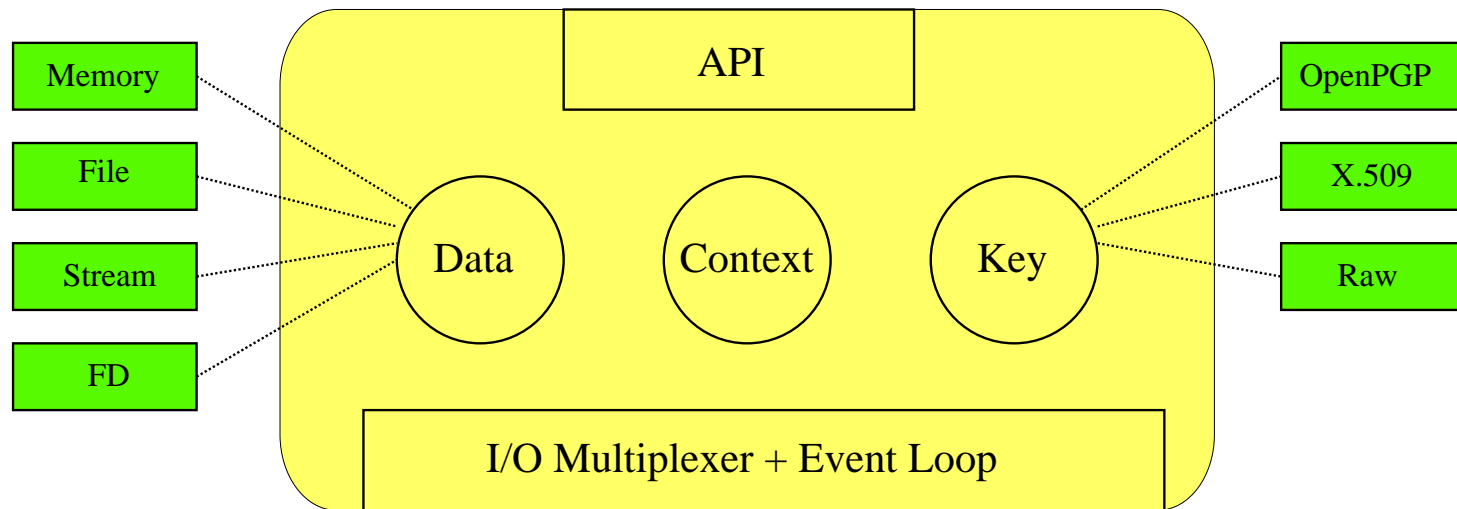 API
Memory
File
Stream
FD
Data
Context
Key
OpenPGP
X.509
Raw
I/O Multiplexer + Event Loop